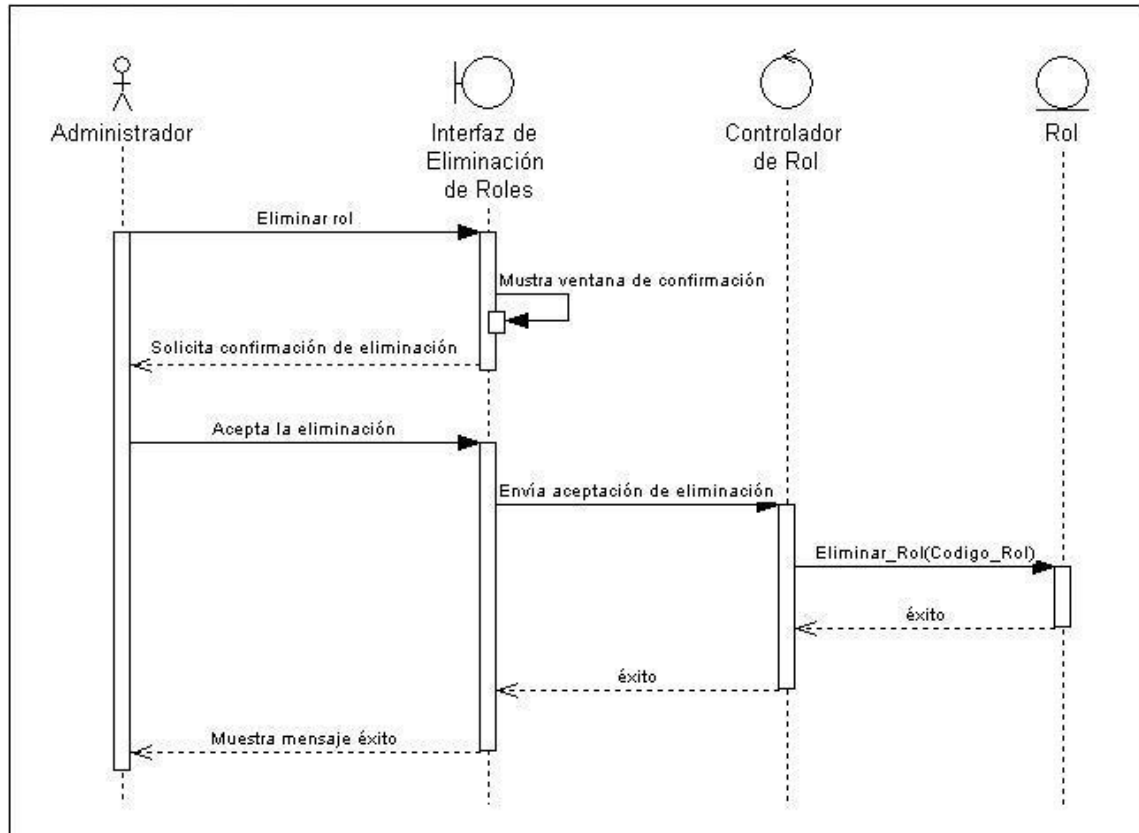 Administrador
Interfaz de
Eliminación
de Roles
Controlador
de Rol
Rol
Eliminar rol
Mustra ventana de confirmación
Solicita confirmación de eliminación
Acepta la eliminación
Envía aceptación de eliminación
Eliminar_Rol(Codigo_Rol)
éxito
éxito
Muestra mensaje éxito